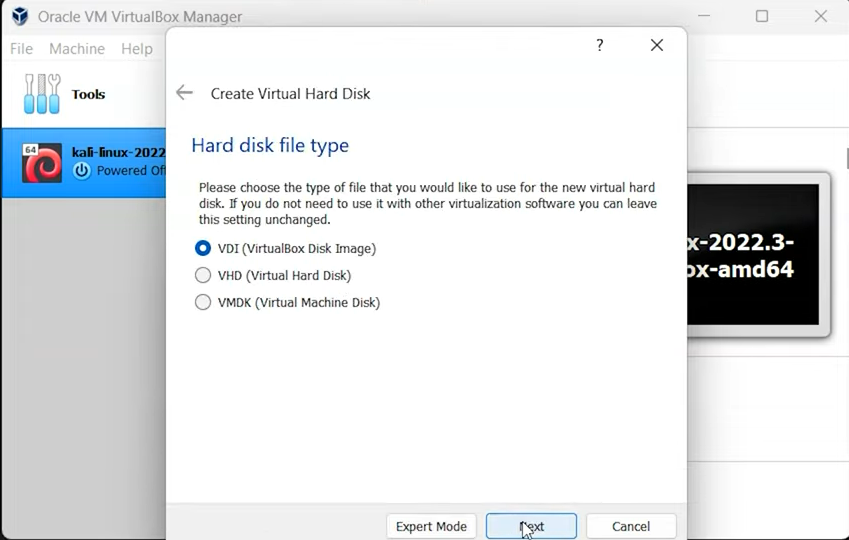 Oracle VM VirtualBox Manager
File Machine Help
?
Create Virtual Hard Disk
Tools
Hard disk file type
64
kali-linux-2022
Powered Of
Please choose the type of file that you would like to use for the new virtual hard
disk. If you do not need to use it with other virtualization software you can leave
this setting unchanged.
VDI (VirtualBox Disk Image)
VHD (Virtual Hard Disk)
VMDK (Virtual Machine Disk)
x-2022.3-
ox-amd64
Expert Mode Next Cancel